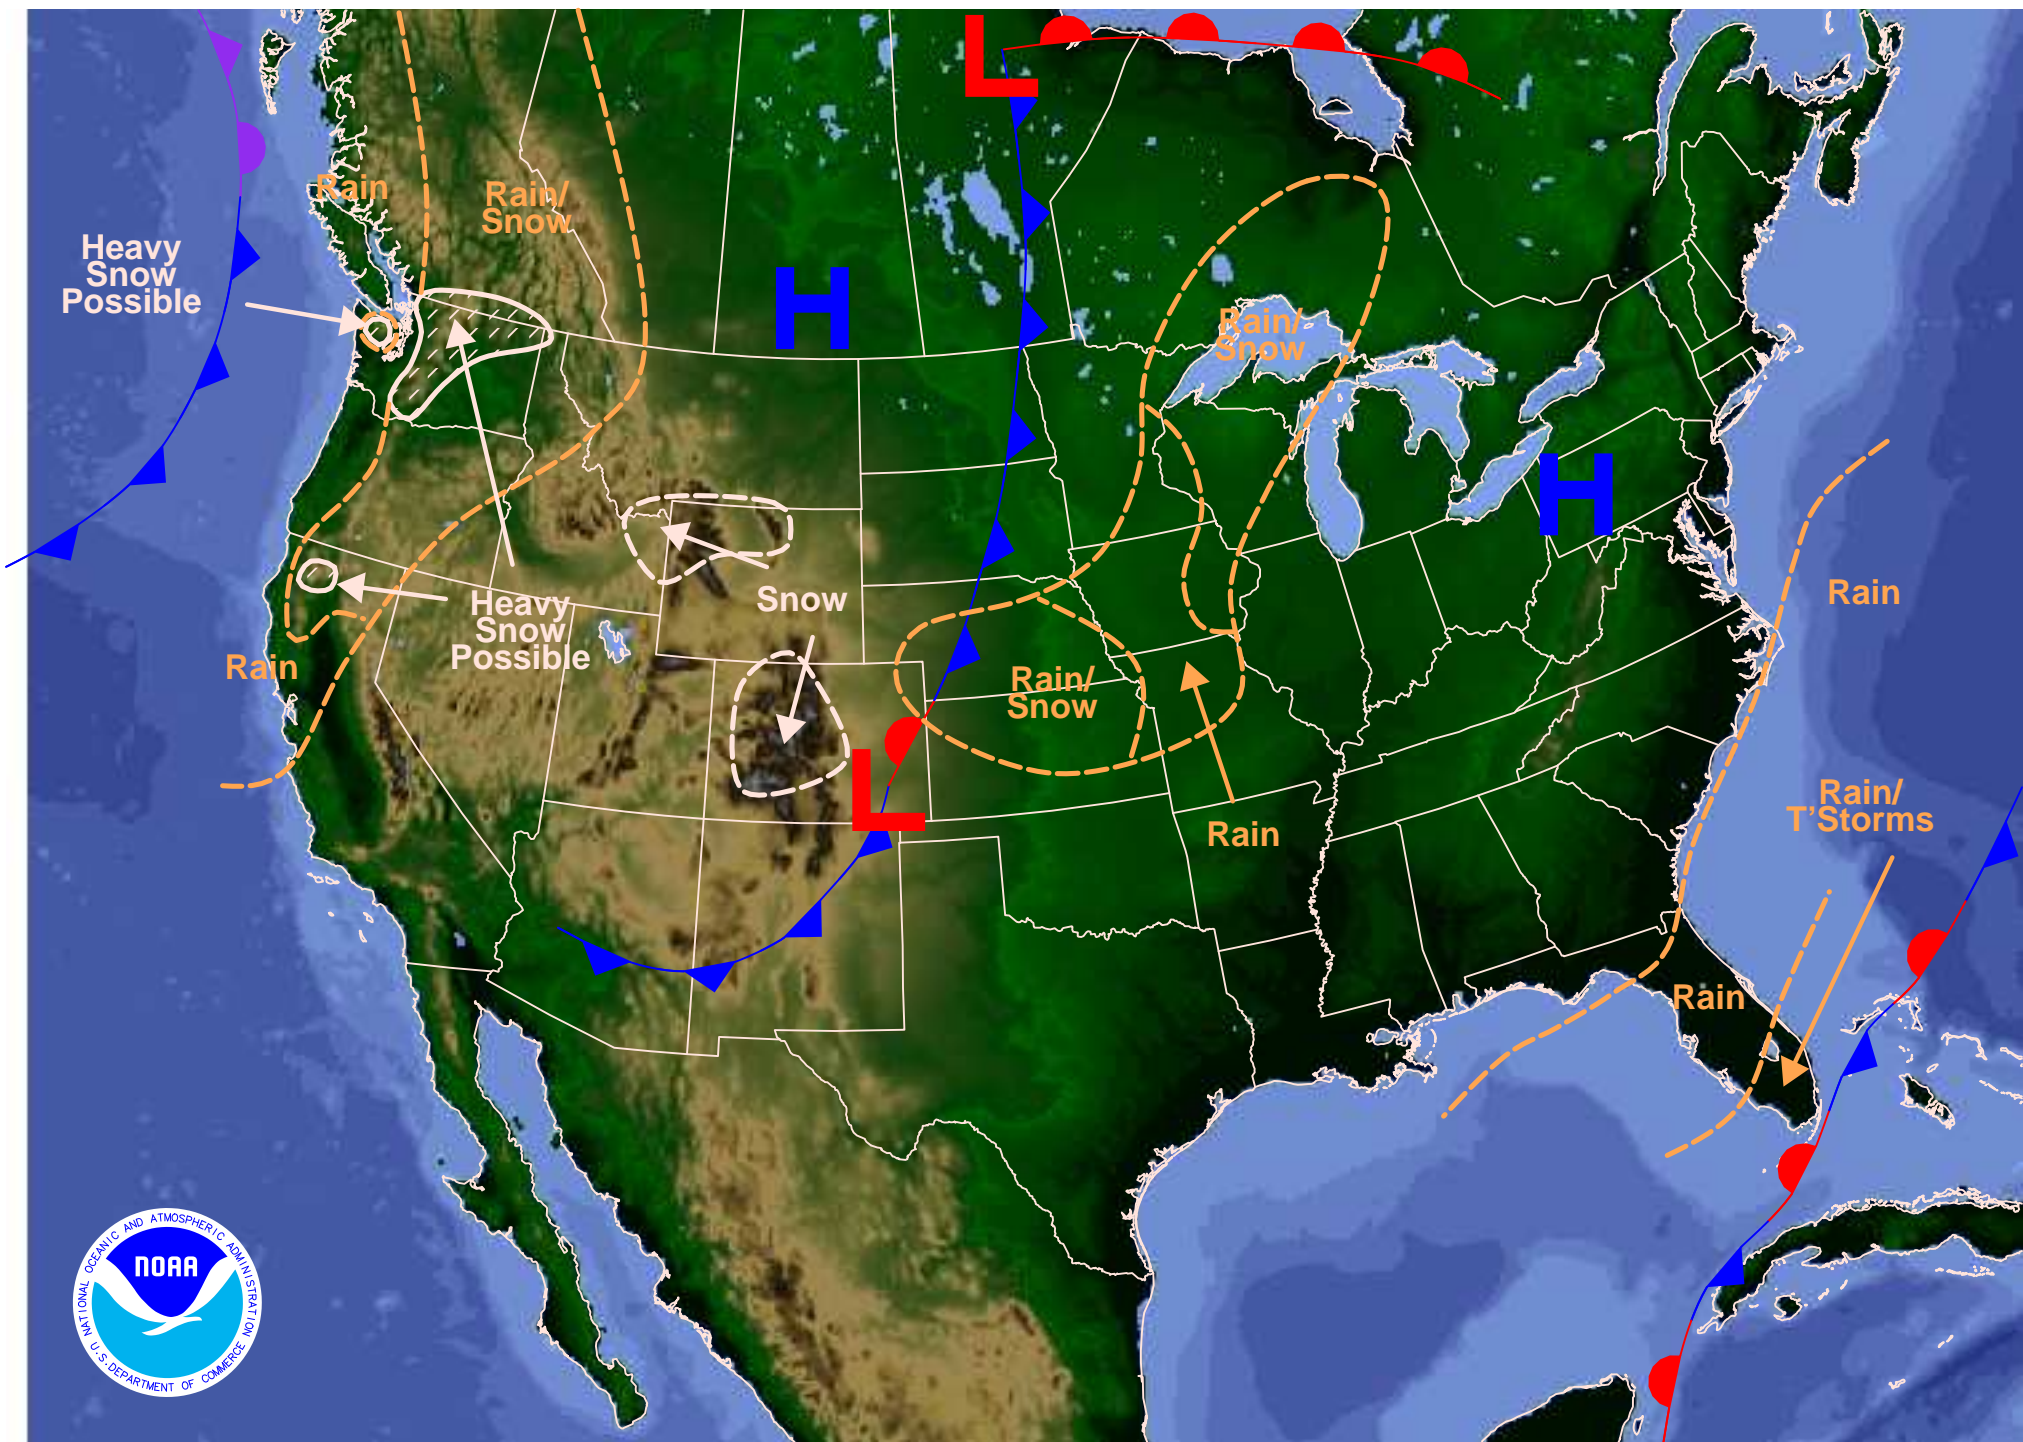 L
Rain
Rain/
Snow
Heavy
Snow
Possible
H
Rain/
Snow
H
Snow
Heavy
Snow
Possible
Rain
Rain
Rain/
Snow
L
Rain
Rain/
T'Storms
Rain
NATIONAL OCEANIC AND ATMOSPHERIC ADMINISTRATION
NOAA
U.S. DEPARTMENT OF COMMERCE